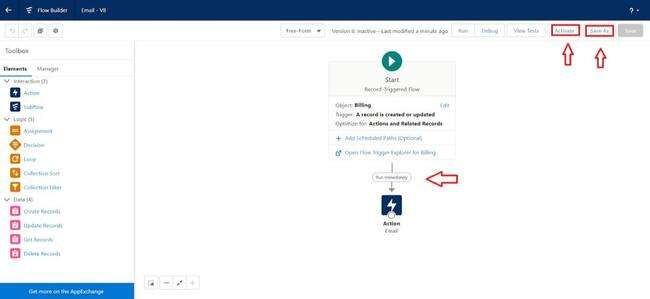 Flow Builder
Email - V8
?
Free-Form
Version 8: Inactive—Last modified a minute ago
Run
Debug
View Tests
Activate
Save As
Save
Toolbox
Elements
Manager
Interaction (2)
Action
Subflow
Logic (5)
Assignment
Decision
Loop
Collection Sort
Collection Filter
Data (4)
Create Records
Update Records
Get Records
Delete Records
Get more on the AppExchange
Start
Record-Triggered Flow
Object: Billing
Edit
Trigger: A record is created or updated
Optimize for: Actions and Related Records
Add Scheduled Paths (Optional)
Open Flow Trigger Explorer for Billing
Run Immediately
Action
Email